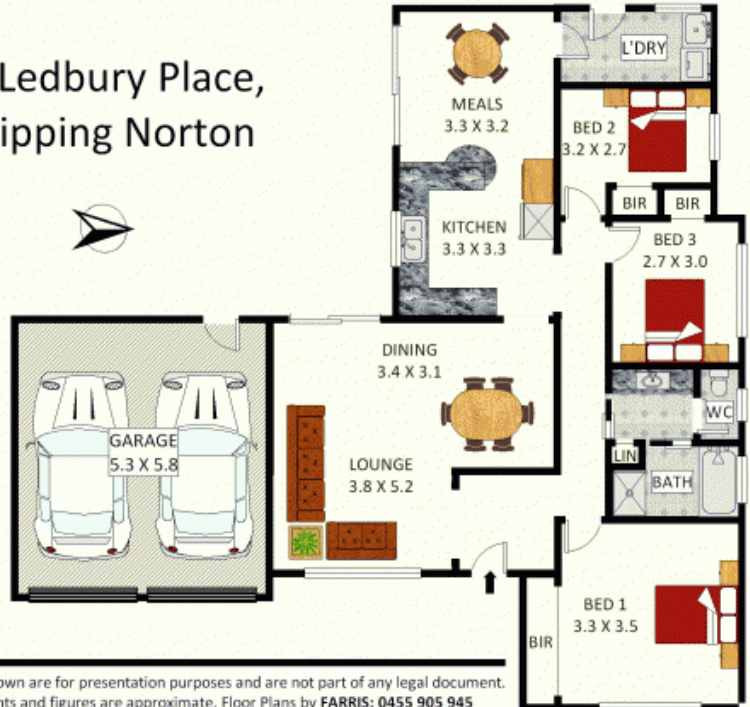 Ledbury Place,
ipping Norton
L'DRY
MEALS
3.3 X 3.2
BED 2
3.2 X 2.7
BIR
BIR
KITCHEN
3.3 X 3.3
BED 3
2.7 X 3.0
DINING
3.4 X 3.1
WC
GARAGE
5.3 X 5.8
LOUNGE
3.8 X 5.2
LIN
BATH
BED 1
3.3 X 3.5
BIR
own are for presentation purposes and are not part of any legal document.
nts and figures are approximate. Floor Plans by FARRIS: 0455 905 945